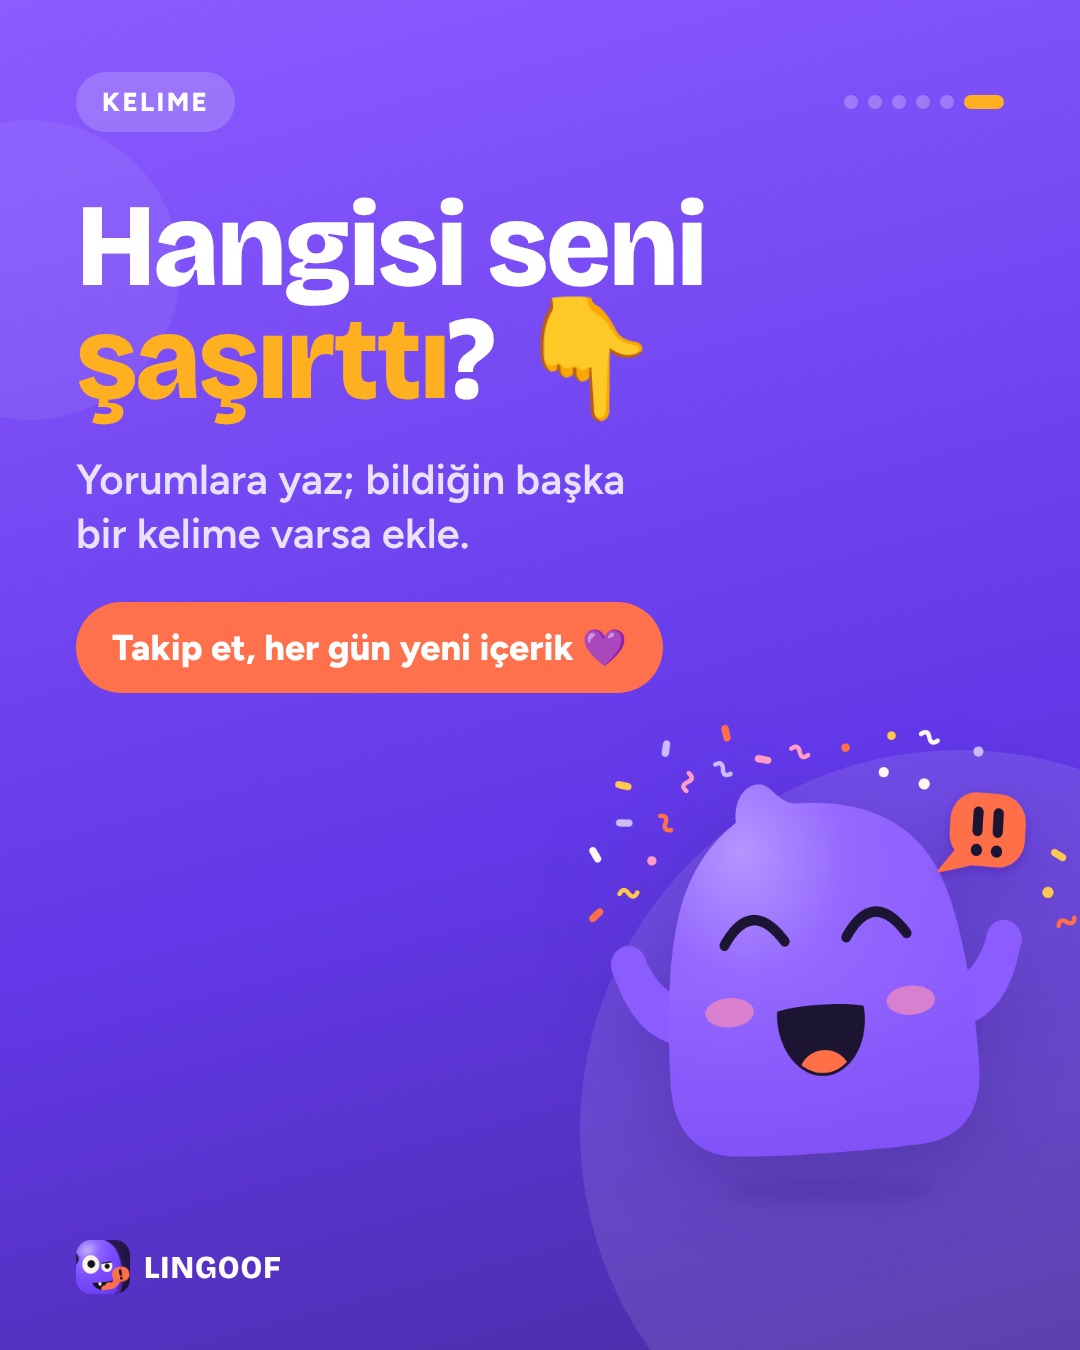 KELIME
Hangisi seni
şaşırttı? 👇
Yorumlara yaz; bildiğin başka
bir kelime varsa ekle.
Takip et, her gün yeni içerik 💜
!!
LINGOOF